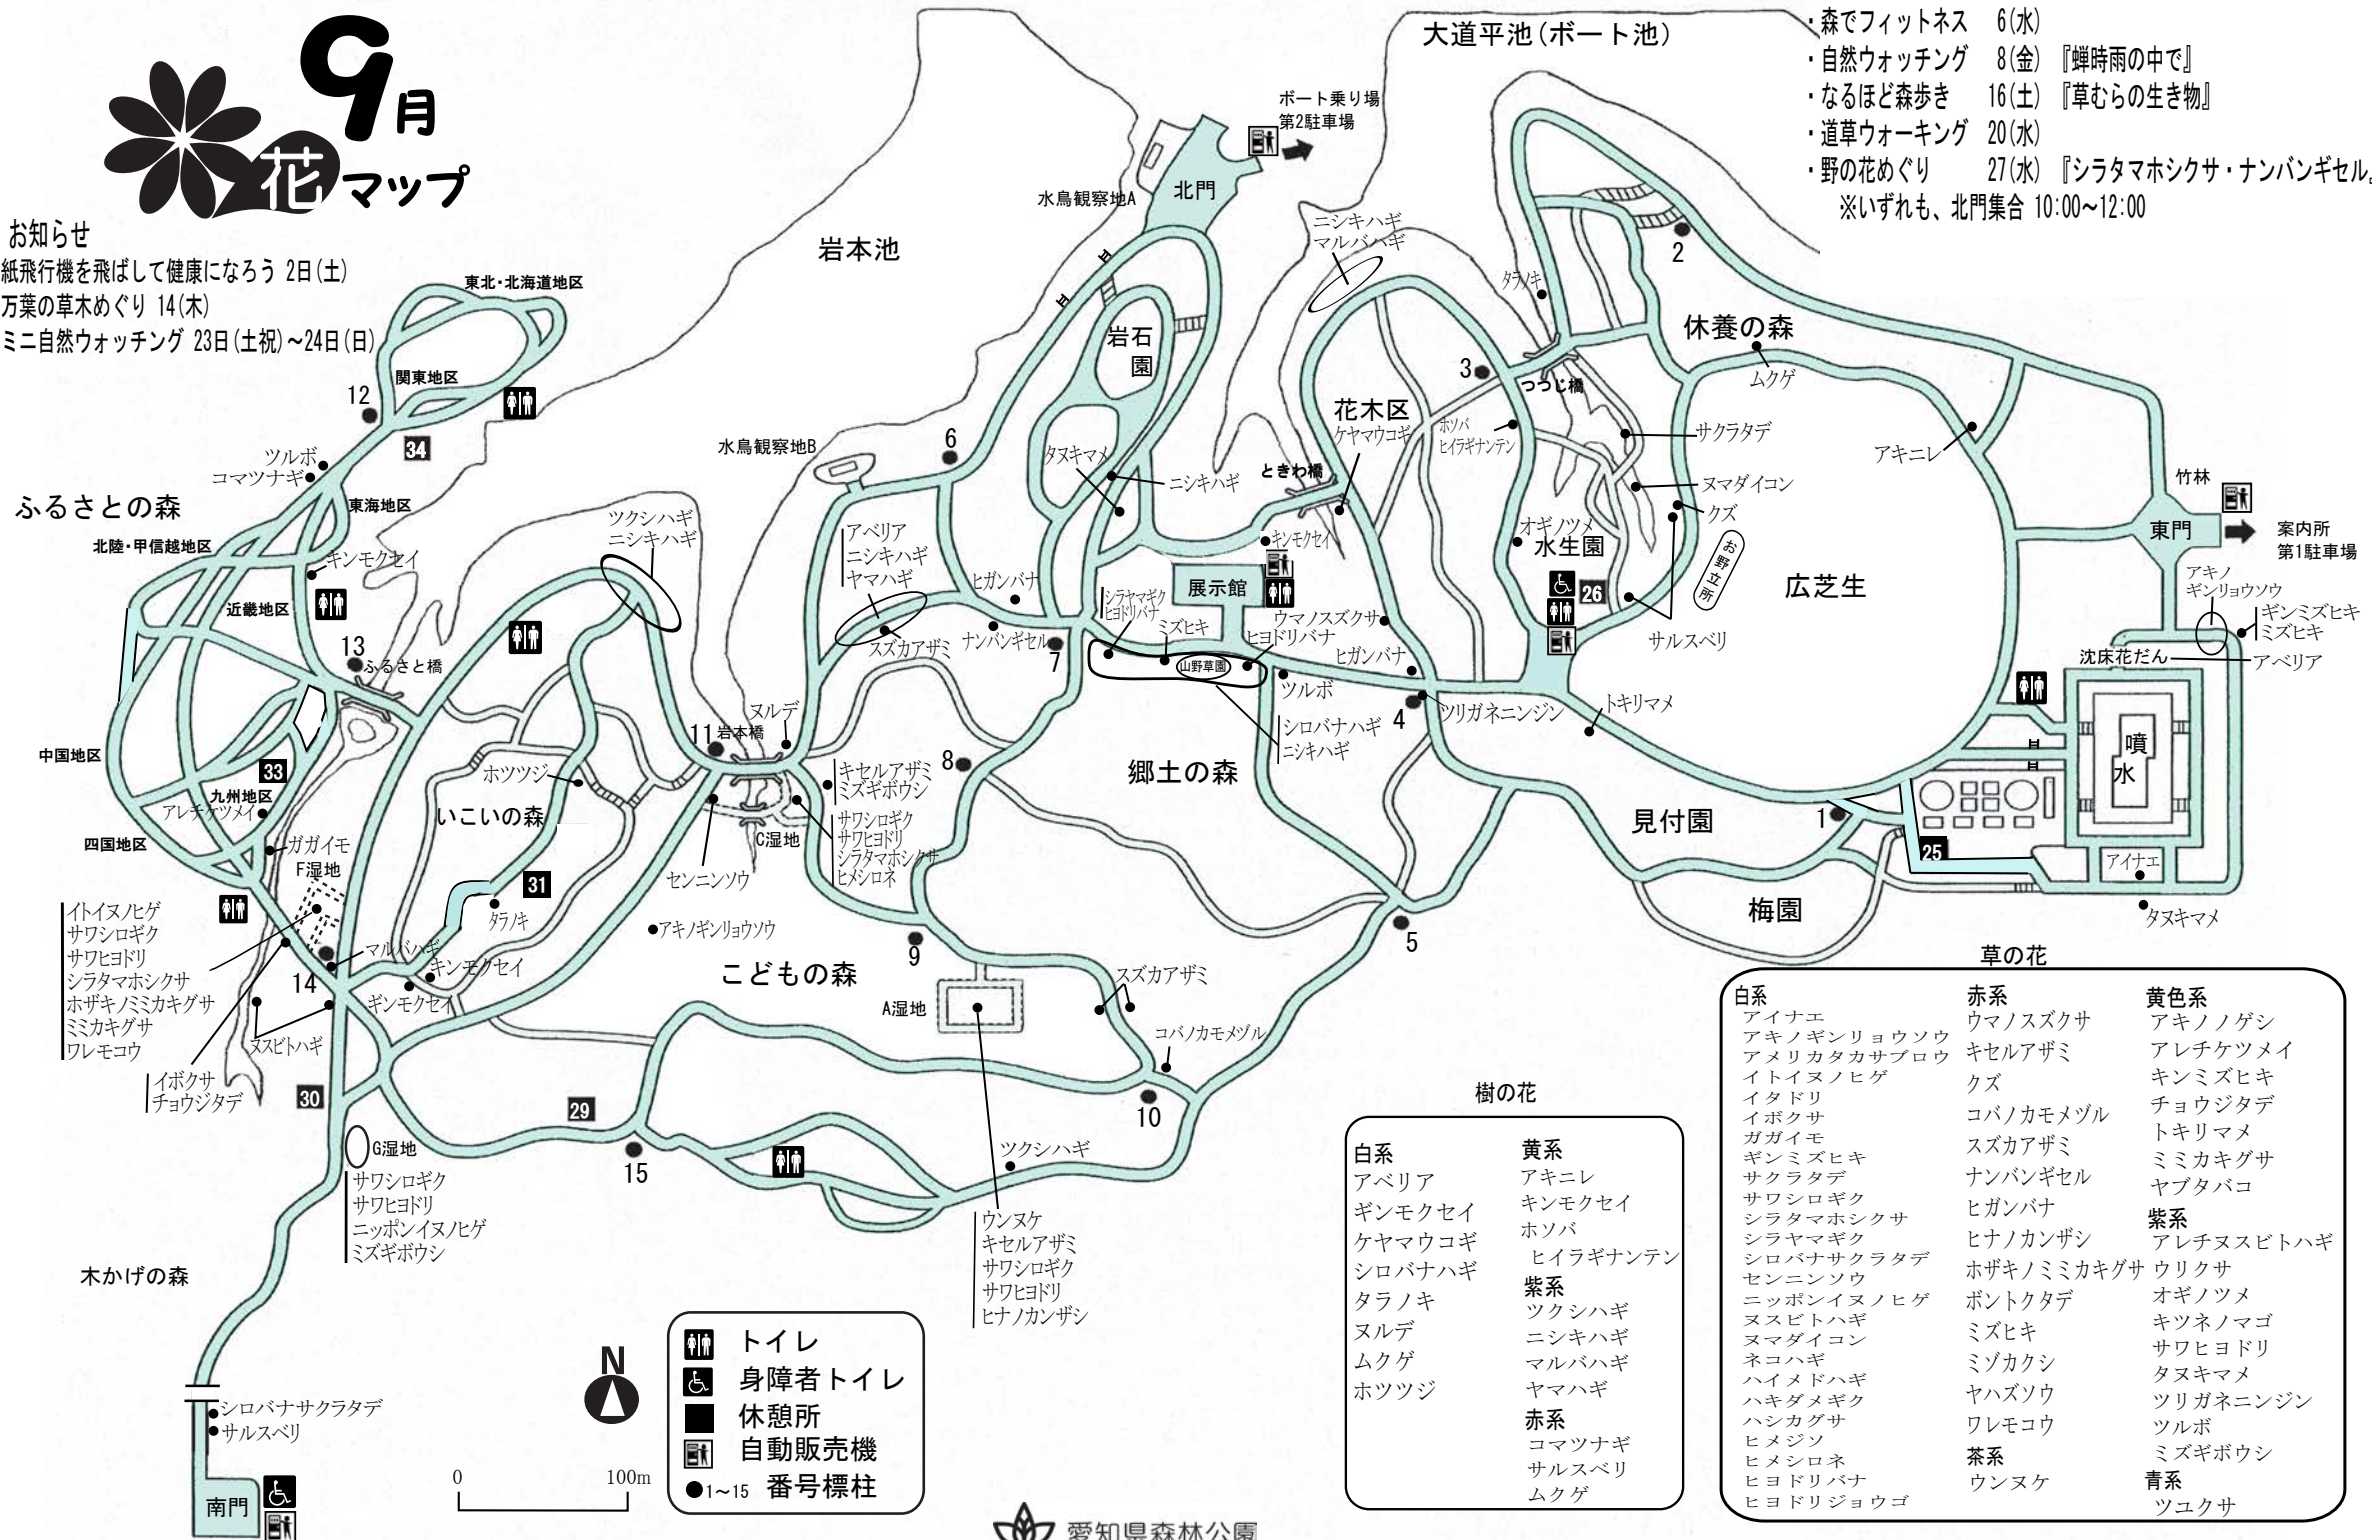 9月
花マップ
お知らせ
紙飛行機を飛ばして健康になろう 2日(土)
万葉の草木めぐり 14(木)
ミニ自然ウォッチング 23日(土祝)～24日(日)
・森でフィットネス 6(水)
・自然ウォッチング 8(金) 『蝉時雨の中で』
・なるほど森歩き 16(土) 『草むらの生き物』
・道草ウォーキング 20(水)
・野の花めぐり 27(水) 『シラタマホシクサ・ナンバンギセル』
※いずれも、北門集合 10:00～12:00
大道平池(ボート池)
ボート乗り場
第2駐車場
北門
水鳥観察地A
岩本池
ニシキハギ
マルバハギ
タラノキ
2
休養の森
ムクゲ
岩石
園
3
つつじ橋
花木区
ケヤマウコギ
ホソバ
ヒイラギナンテン
サクラタデ
アキニレ
ヌマダイコン
クズ
竹林
東門
案内所
第1駐車場
東北・北海道地区
関東地区
12
34
ツルボ
コマツナギ
東海地区
ふるさとの森
北陸・甲信越地区
キンモクセイ
近畿地区
13
ふるさと橋
中国地区
33
九州地区
アレチケツメイ
四国地区
ガガイモ
F湿地
水鳥観察地B
6
タヌキマメ
ニシキハギ
ときわ橋
キンモクセイ
オギノツメ
水生園
お野立所
広芝生
26
サルスベリ
ツクシハギ
ニシキハギ
アベリア
ニシキハギ
ヤマハギ
スズカアザミ
ヒガンバナ
ナンバンギセル
7
シラヤマギク
ヒヨドリバナ
展示館
ミズヒキ
山野草園
ウマノスズクサ
ヒヨドリバナ
ヒガンバナ
ツルボ
4
ツリガネニンジン
トキリマメ
シロバナハギ
ニシキハギ
アキノ
ギンリョウソウ
ギンミズヒキ
ミズヒキ
沈床花だん
アベリア
噴
水
11
岩本橋
ヌルデ
8
郷土の森
見付園
1
25
アイナエ
タヌキマメ
梅園
ホツツジ
いこいの森
キセルアザミ
ミズギボウシ
サワシロギク
サワヒヨドリ
シラタマホシクサ
ヒメシロネ
C湿地
センニンソウ
31
タラノキ
アキノギンリョウソウ
こどもの森
9
5
イトイヌノヒゲ
サワシロギク
サワヒヨドリ
シラタマホシクサ
ホザキノミミカキグサ
ミミカキグサ
ワレモコウ
14
マルバハギ
キンモクセイ
ギンモクセイ
ヌスビトハギ
イボクサ
チョウジタデ
A湿地
スズカアザミ
コバノカモメヅル
10
30
29
15
G湿地
サワシロギク
サワヒヨドリ
ニッポンイヌノヒゲ
ミズギボウシ
ツクシハギ
ウンヌケ
キセルアザミ
サワシロギク
サワヒヨドリ
ヒナノカンザシ
木かげの森
シロバナサクラタデ
サルスベリ
南門
0 100m
N
トイレ
身障者トイレ
休憩所
自動販売機
●1～15 番号標柱
愛知県森林公園
樹の花
白系
アベリア
ギンモクセイ
ケヤマウコギ
シロバナハギ
タラノキ
ヌルデ
ムクゲ
ホツツジ
黄系
アキニレ
キンモクセイ
ホソバ
ヒイラギナンテン
紫系
ツクシハギ
ニシキハギ
マルバハギ
ヤマハギ
赤系
コマツナギ
サルスベリ
ムクゲ
草の花
白系
アイナエ
アキノギンリョウソウ
アメリカタカサブロウ
イトイヌノヒゲ
イタドリ
イボクサ
ガガイモ
ギンミズヒキ
サクラタデ
サワシロギク
シラタマホシクサ
シラヤマギク
シロバナサクラタデ
センニンソウ
ニッポンイヌノヒゲ
ヌスビトハギ
ヌマダイコン
ネコハギ
ハイメドハギ
ハキダメギク
ハシカグサ
ヒメジソ
ヒメシロネ
ヒヨドリバナ
ヒヨドリジョウゴ
赤系
ウマノスズクサ
キセルアザミ
クズ
コバノカモメヅル
スズカアザミ
ナンバンギセル
ヒガンバナ
ヒナノカンザシ
ホザキノミミカキグサ
ボントクタデ
ミズヒキ
ミゾカクシ
ヤハズソウ
ワレモコウ
茶系
ウンヌケ
黄色系
アキノノゲシ
アレチケツメイ
キンミズヒキ
チョウジタデ
トキリマメ
ミミカキグサ
ヤブタバコ
紫系
アレチヌスビトハギ
ウリクサ
オギノツメ
キツネノマゴ
サワヒヨドリ
タヌキマメ
ツリガネニンジン
ツルボ
ミズギボウシ
青系
ツユクサ